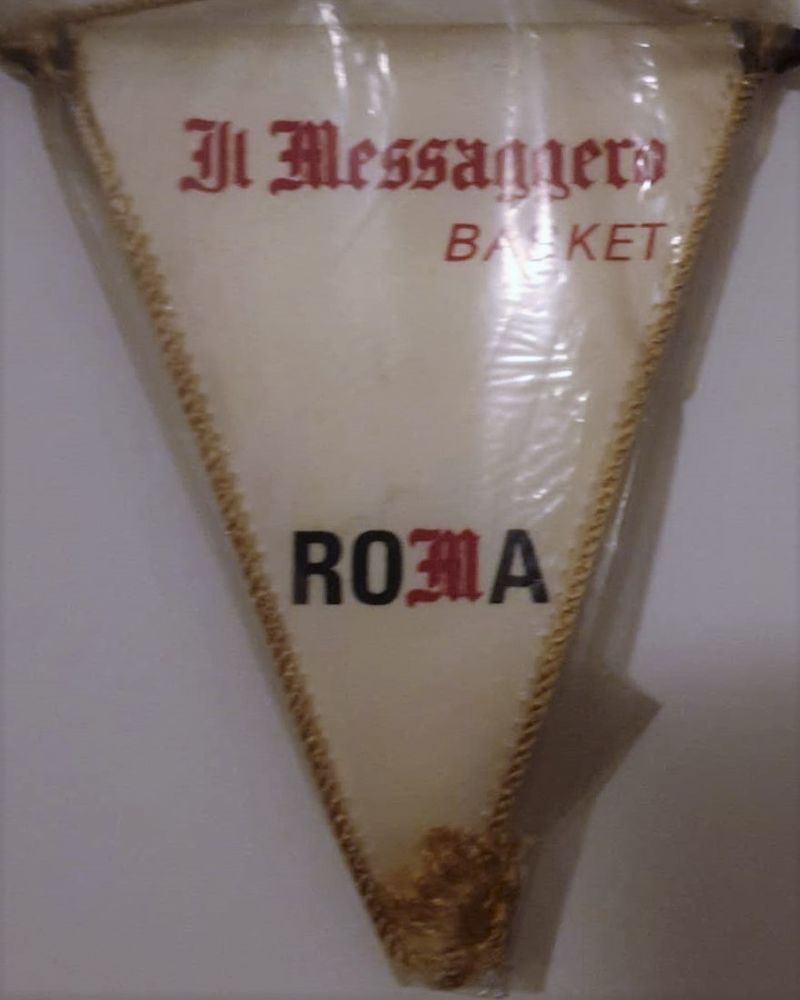 Il Messaggero
BASKET
ROMA